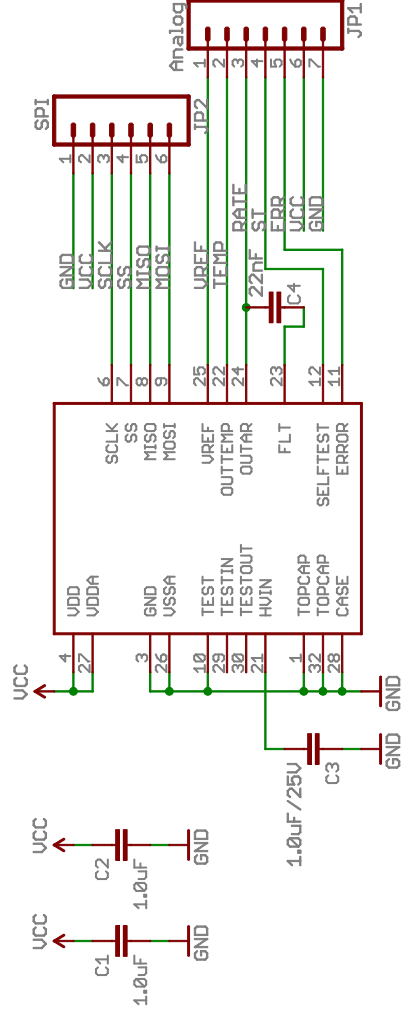 Analog
JP1
1
2
3
4
5
6
7
SPI
JP2
1
2
3
4
5
6
GND
VCC
SCLK
SS
MISO
MOSI
VREF
TEMP
RATE
ST
ERR
VCC
GND
22nF
C4
6
7
8
9
25
22
24
23
12
11
SCLK
SS
MISO
MOSI
VREF
OUTTEMP
OUTAR
FLT
SELFTEST
ERROR
VDD
VDDA
GND
VSSA
TEST
TESTIN
TESTOUT
HVIN
TOPCAP
TOPCAP
CASE
4
27
3
26
10
29
30
21
1
32
28
VCC
GND
GND
1.0uF/25V
C3
VCC
C2
1.0uF
GND
VCC
C1
1.0uF
GND